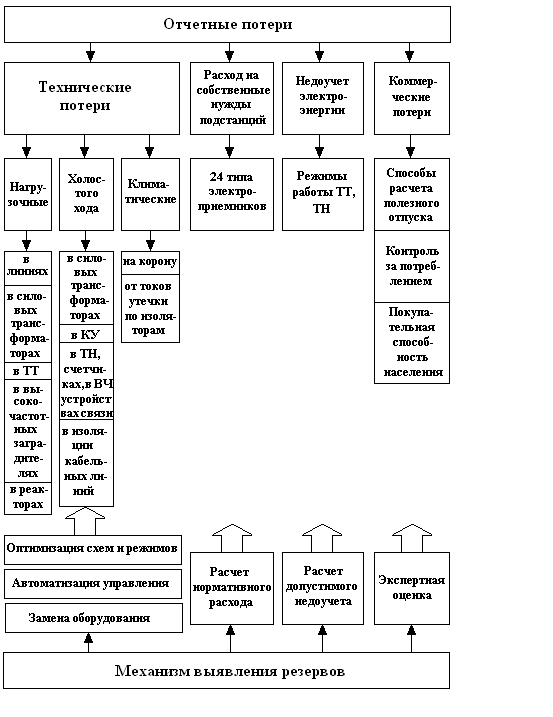 Отчетные потери
Технические
потери
Расход на
собственные
нужды
подстанций
Недоучет
электро-
энергии
Коммер-
ческие
потери
Нагру-
зочные
Холос-
того
хода
Клима-
тические
24 типа
электро-
приемников
Режимы
работы ТТ,
ТН
Способы
расчета
полезного
отпуска
Контроль
за потреб-
лением
Покупа-
тельная
способ-
ность
населения
в
линиях
в сило-
вых
транс-
форма-
торах
в ТТ
в вы-
соко-
частот-
ных
загра-
дите-
лях
в реак-
торах
в сило-
вых
транс-
форма-
торах
в КУ
в ТН,
счетчи-
ках,в ВЧ
устройст
вах связи
в изоля-
ции
кабель-
ных ли-
ний
на корону
от токов
утечки
по изоля-
торам
Оптимизация схем и режимов
Автоматизация управления
Замена оборудования
Расчет
нормативного
расхода
Расчет
допустимого
недоучета
Экспертная
оценка
Механизм выявления резервов